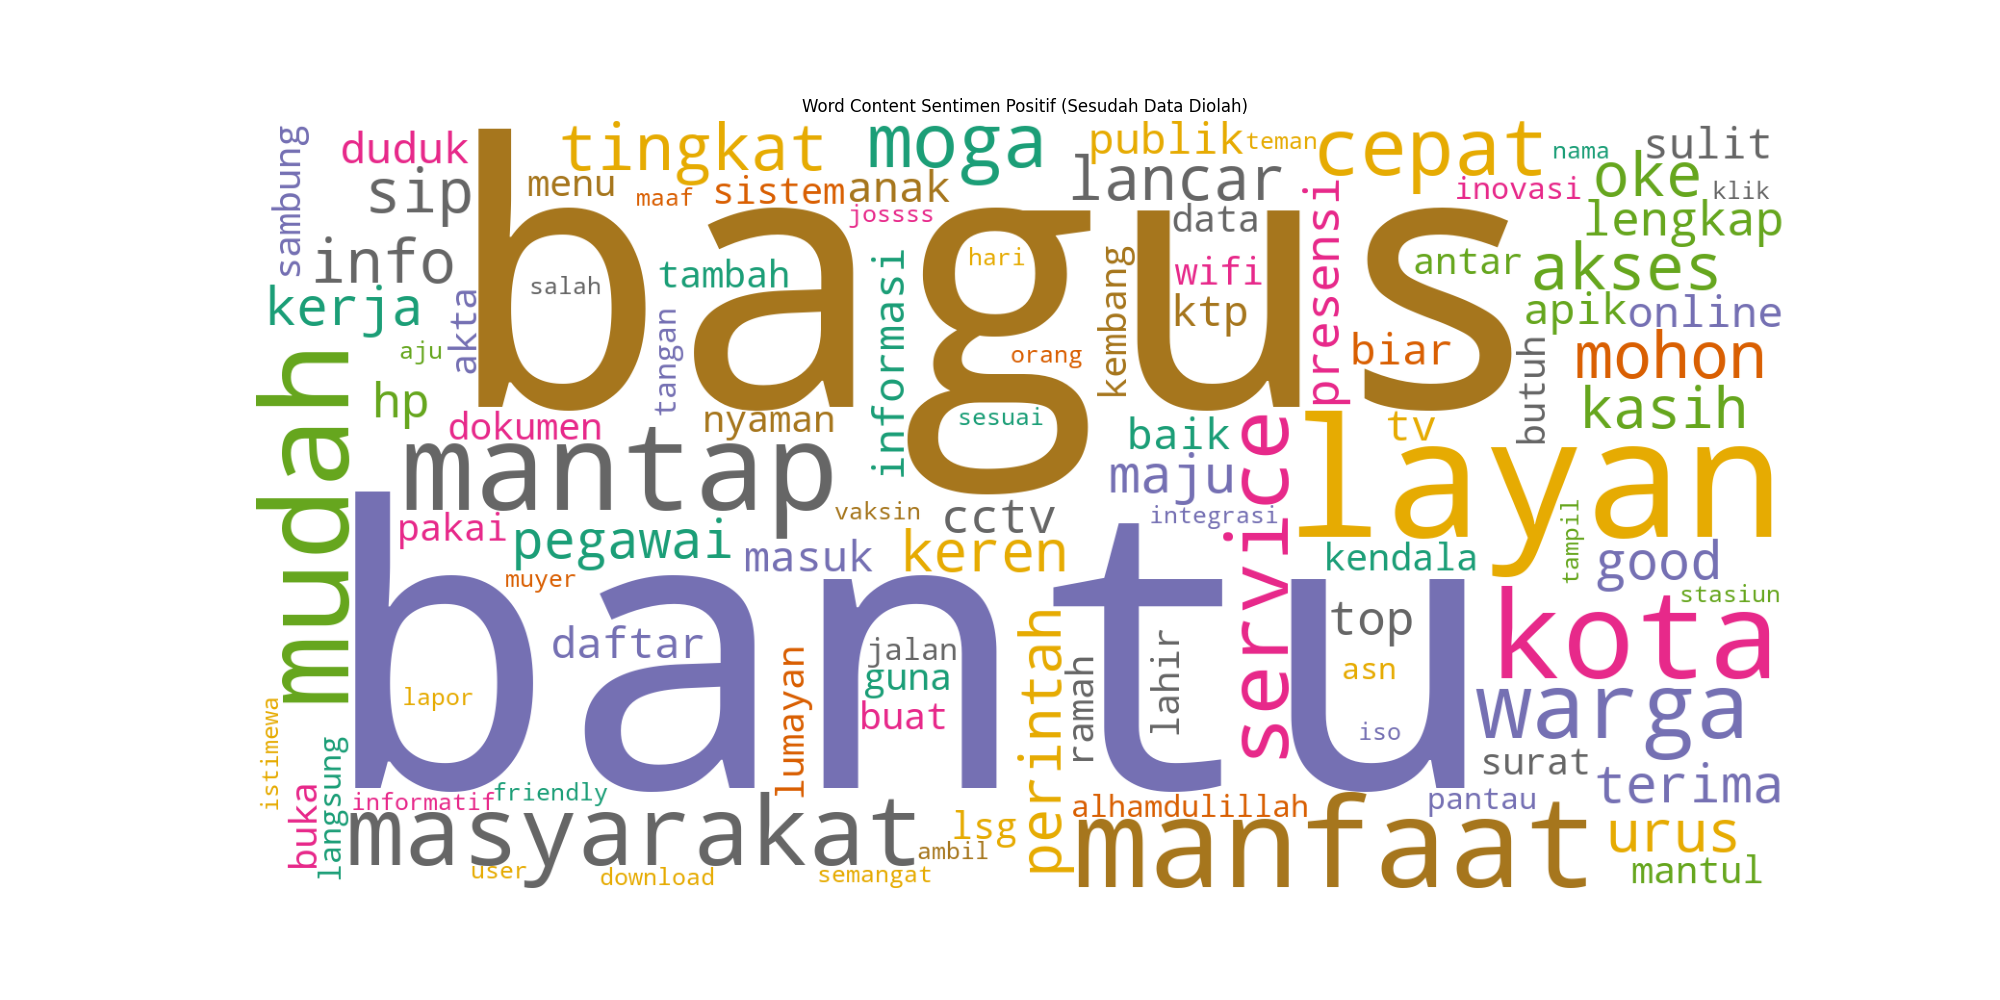 Word Content Sentimen Positif (Sesudah Data Diolah)
sambung
duduk
tingkat
moga
publik
teman
cepat
nama
sulit
sip
bagus
menu
maaf
sistem
anak
jossss
lancar
data
presensi
inovasi
oke
klik
lengkap
info
salah
tambah
informasi
hari
kembang
wifi
antar
akses
kerja
akta
tangan
ktp
apik
online
aju
orang
biar
butuh
mohon
mudah
hp
dokumen
nyaman
sesuai
baik
service
tv
kasih
mantap
maju
layan
pakai
pegawai
vaksin
cctv
integrasi
masuk
keren
kendala
tampil
good
muyer
bantu
stasiun
daftar
lumayan
jalan
guna
buat
perintah
ramah
lahir
top
asn
kota
lapor
iso
warga
istimewa
surat
buka
langsung
informatif
friendly
alhamdulillah
pantau
terima
masyarakat
lsg
manfaat
urus
user
download
semangat
ambil
mantul